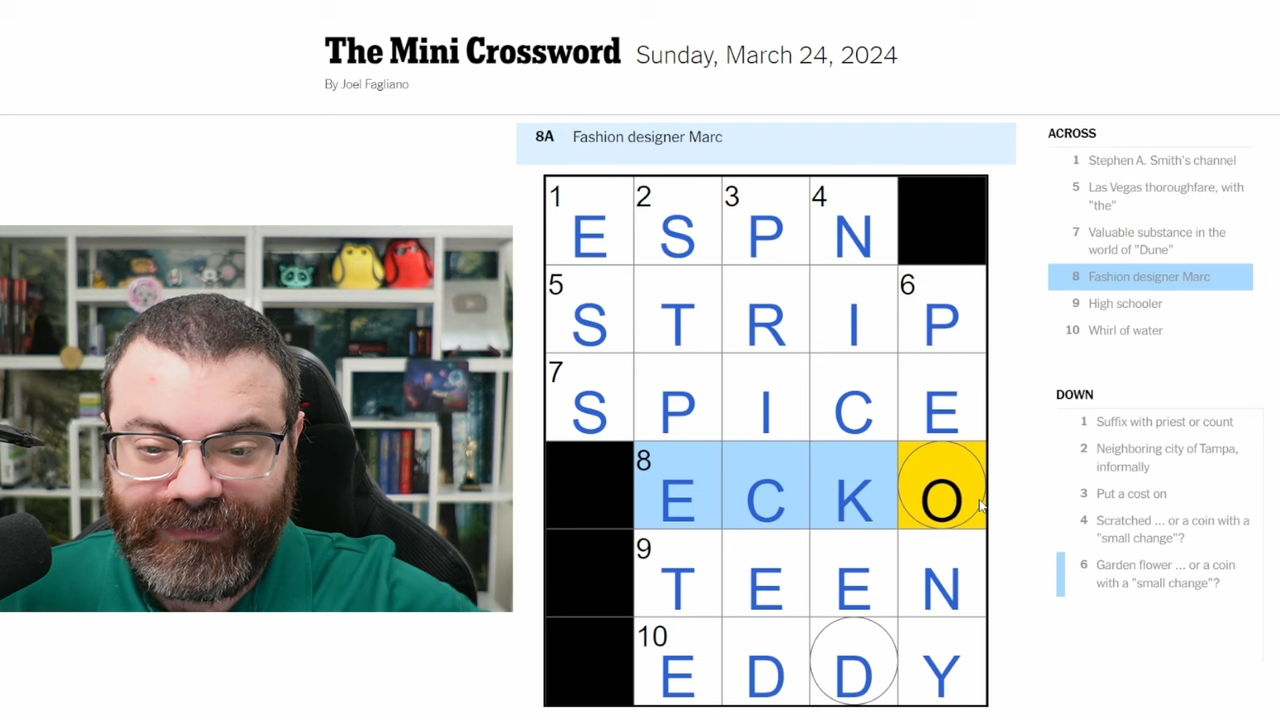 The Mini Crossword Sunday, March 24, 2024
By Joel Fagliano
8A Fashion designer Marc
1 E 2 S 3 P 4 N
5 S T R I 6 P
7 S P I C E
8 E C K O
9 T E E N
10 E D D Y
ACROSS
1 Stephen A. Smith's channel
5 Las Vegas thoroughfare, with
"the"
7 Valuable substance in the
world of "Dune"
8 Fashion designer Marc
9 High schooler
10 Whirl of water
DOWN
1 Suffix with priest or count
2 Neighboring city of Tampa,
informally
3 Put a cost on
4 Scratched ... or a coin with a
"small change"?
6 Garden flower ... or a coin
with a "small change"?